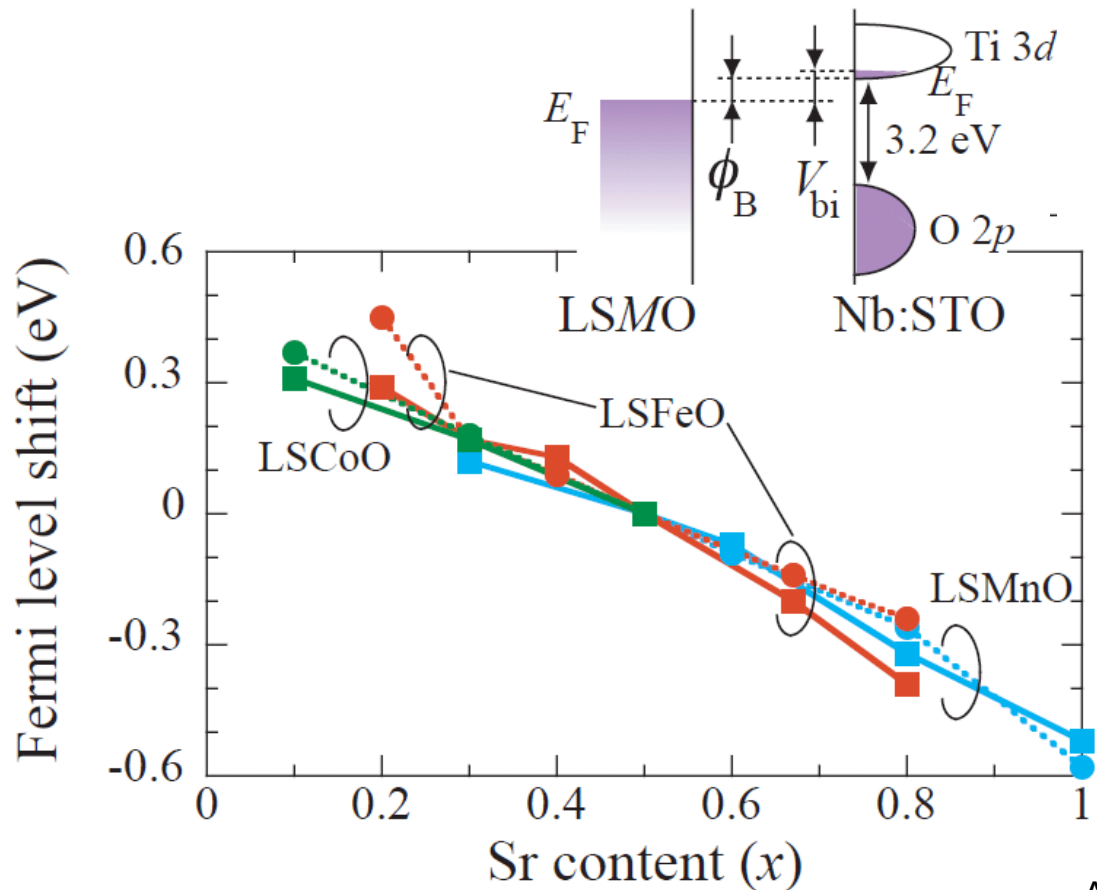 Ti 3d
E_F
E_F
3.2 eV
ϕ_B
V_bi
O 2p
LSMO
Nb:STO
Fermi level shift (eV)
0.6
0.3
0
-0.3
-0.6
LSCoO
LSFeO
LSMnO
0
0.2
0.4
0.6
0.8
1
Sr content (x)